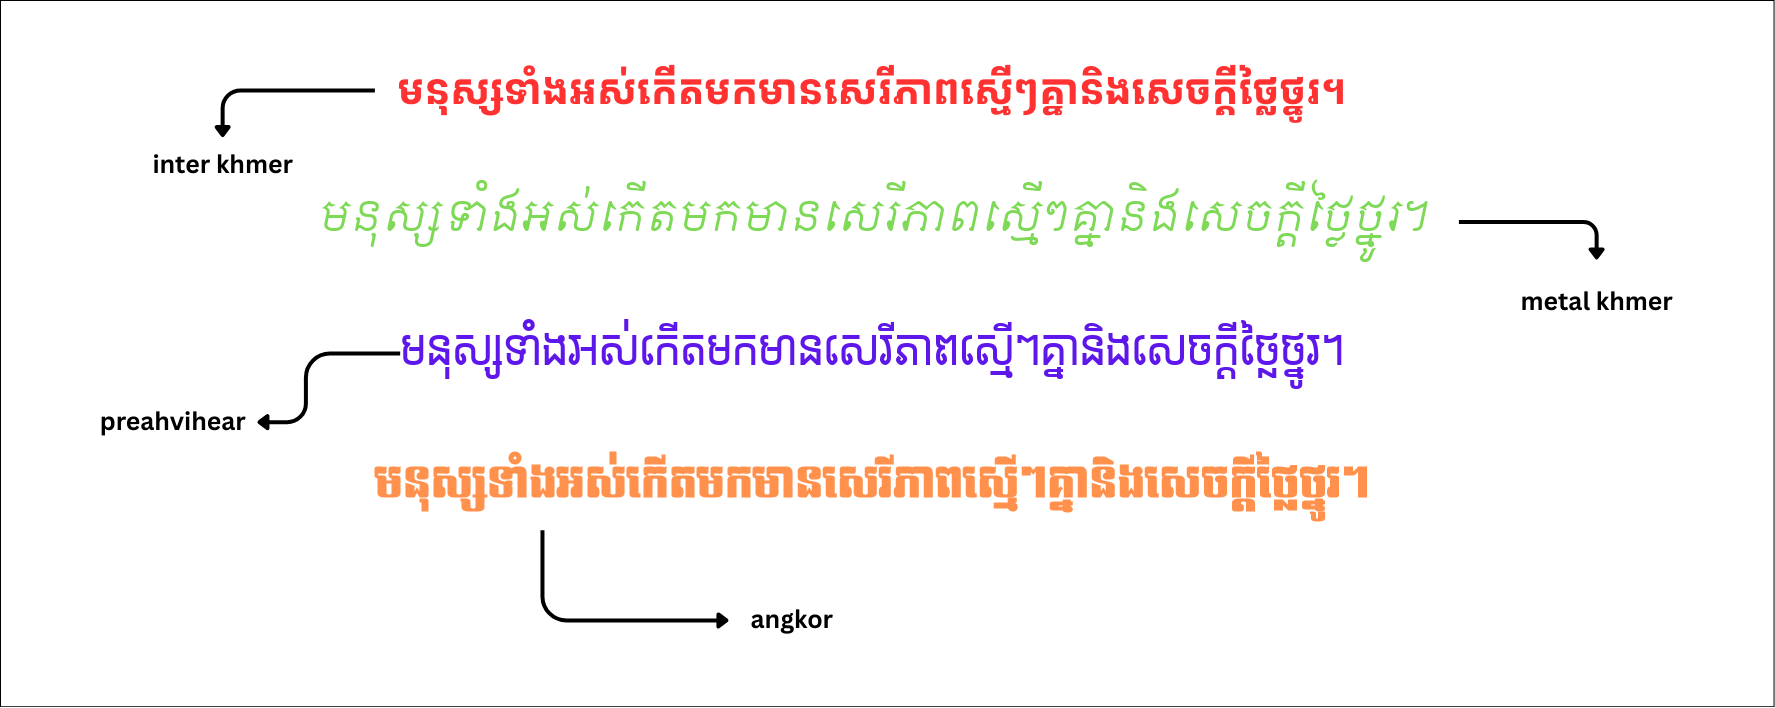 មនុស្សទាំងអស់កើតមកមានសេរីភាពស្មើៗគ្នានិងសេចក្ដីថ្លៃថ្នូរ។
inter khmer
មនុស្សទាំងអស់កើតមកមានសេរីភាពស្មើៗគ្នានិងសេចក្ដីថ្លៃថ្នូរ។
metal khmer
មនុស្សទាំងអស់កើតមកមានសេរីភាពស្មើៗគ្នានិងសេចក្ដីថ្លៃថ្នូរ។
preahvihear
មនុស្សទាំងអស់កើតមកមានសេរីភាពស្មើៗគ្នានិងសេចក្ដីថ្លៃថ្នូរ។
angkor